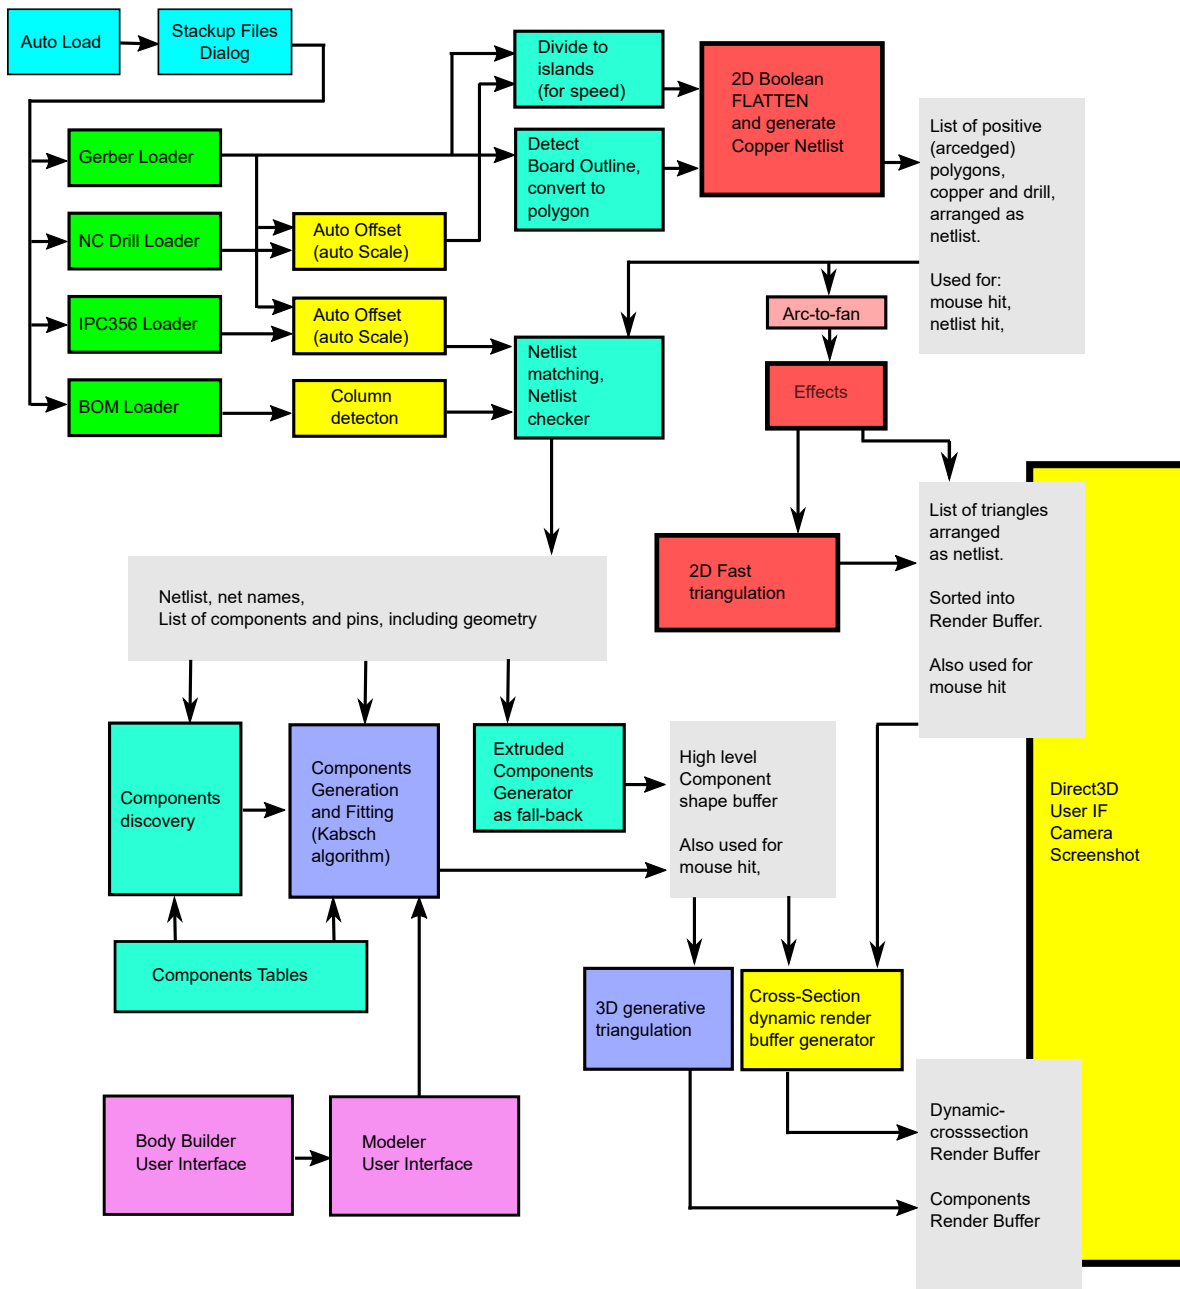 Auto Load
Stackup Files
Dialog
Divide to
islands
(for speed)
2D Boolean
FLATTEN
and generate
Copper Netlist
List of positive
(arcedged)
polygons,
copper and drill,
arranged as
netlist.
Used for:
mouse hit,
netlist hit,
Gerber Loader
Detect
Board Outline,
convert to
polygon
NC Drill Loader
Auto Offset
(auto Scale)
IPC356 Loader
Auto Offset
(auto Scale)
Arc-to-fan
Netlist
matching,
Netlist
checker
BOM Loader
Column
detecton
Effects
List of triangles
arranged
as netlist.
Sorted into
Render Buffer.
Also used for
mouse hit
2D Fast
triangulation
Netlist, net names,
List of components and pins, including geometry
Components
discovery
Components
Generation
and Fitting
(Kabsch
algorithm)
Extruded
Components
Generator
as fall-back
High level
Component
shape buffer
Also used for
mouse hit,
Direct3D
User IF
Camera
Screenshot
Components Tables
3D generative
triangulation
Cross-Section
dynamic render
buffer generator
Body Builder
User Interface
Modeler
User Interface
Dynamic-
crosssection
Render Buffer
Components
Render Buffer